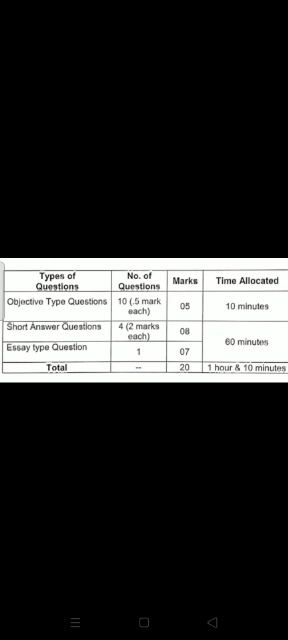 Types of Questions No. of Questions Marks Time Allocated
Objective Type Questions 10 (.5 mark each) 05 10 minutes
Short Answer Questions 4 (2 marks each) 08 60 minutes
Essay type Question 1 07
Total -- 20 1 hour & 10 minutes